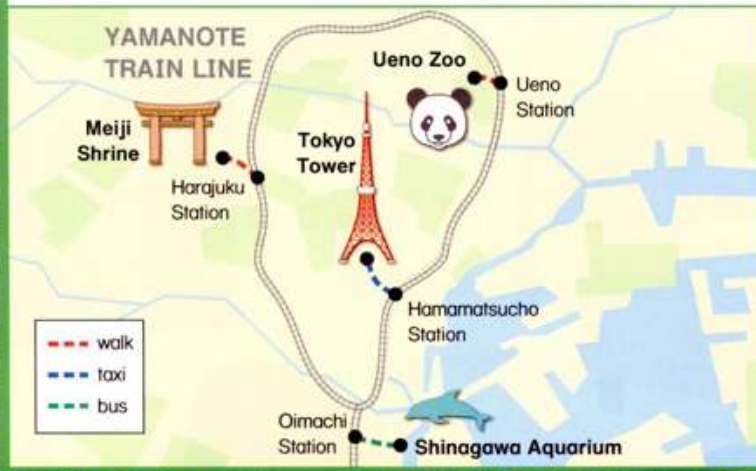 YAMANOTE
TRAIN LINE
Ueno Zoo
Ueno
Station
Meiji
Shrine
Tokyo
Tower
Harajuku
Station
Hamamatsucho
Station
walk
taxi
bus
Oimachi
Station
Shinagawa Aquarium